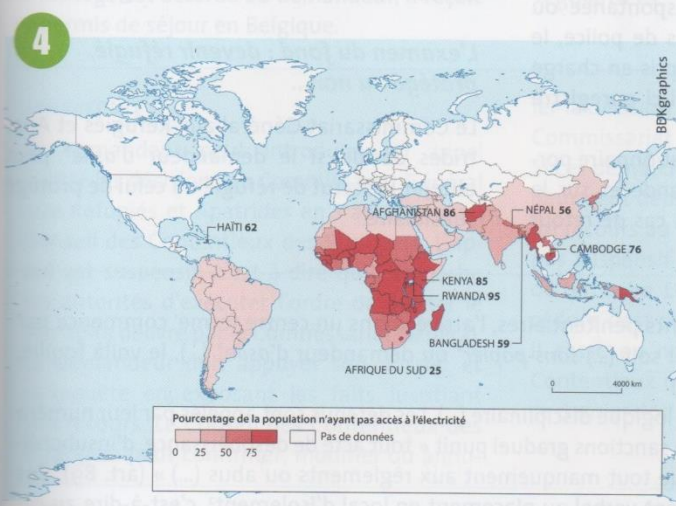 4
BDKgraphics
AFGHANISTAN 86
NÉPAL 56
HAÏTI 62
CAMBODGE 76
KENYA 85
RWANDA 95
BANGLADESH 59
AFRIQUE DU SUD 25
0 4000 km
Pourcentage de la population n'ayant pas accès à l'électricité
0 25 50 75
Pas de données